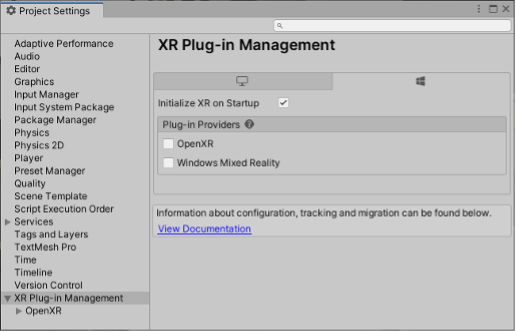 Project Settings
Adaptive Performance
Audio
Editor
Graphics
Input Manager
Input System Package
Package Manager
Physics
Physics 2D
Player
Preset Manager
Quality
Scene Template
Script Execution Order
Services
Tags and Layers
TextMesh Pro
Time
Timeline
Version Control
XR Plug-in Management
OpenXR
XR Plug-in Management
Initialize XR on Startup
Plug-in Providers
OpenXR
Windows Mixed Reality
Information about configuration, tracking and migration can be found below.
View Documentation